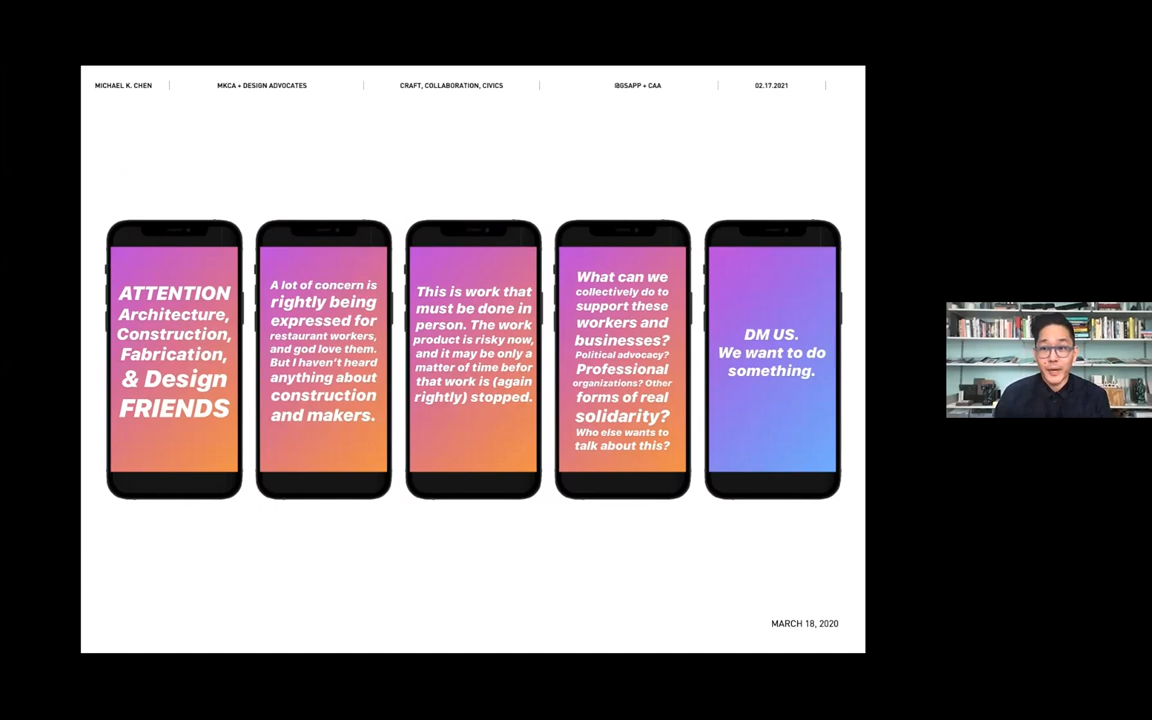 MICHAEL K. CHEN
MKCA + DESIGN ADVOCATES
CRAFT, COLLABORATION, CIVICS
@GSAPP + CAA
02.17.2021
ATTENTION
Architecture,
Construction,
Fabrication,
& Design
FRIENDS
A lot of concern is
rightly being
expressed for
restaurant workers,
and god love them.
But I haven't heard
anything about
construction
and makers.
This is work that
must be done in
person. The work
product is risky now,
and it may be only a
matter of time befor
that work is (again
rightly) stopped.
What can we
collectively do to
support these
workers and
businesses?
Political advocacy?
Professional
organizations? Other
forms of real
solidarity?
Who else wants to
talk about this?
DM US.
We want to do
something.
MARCH 18, 2020